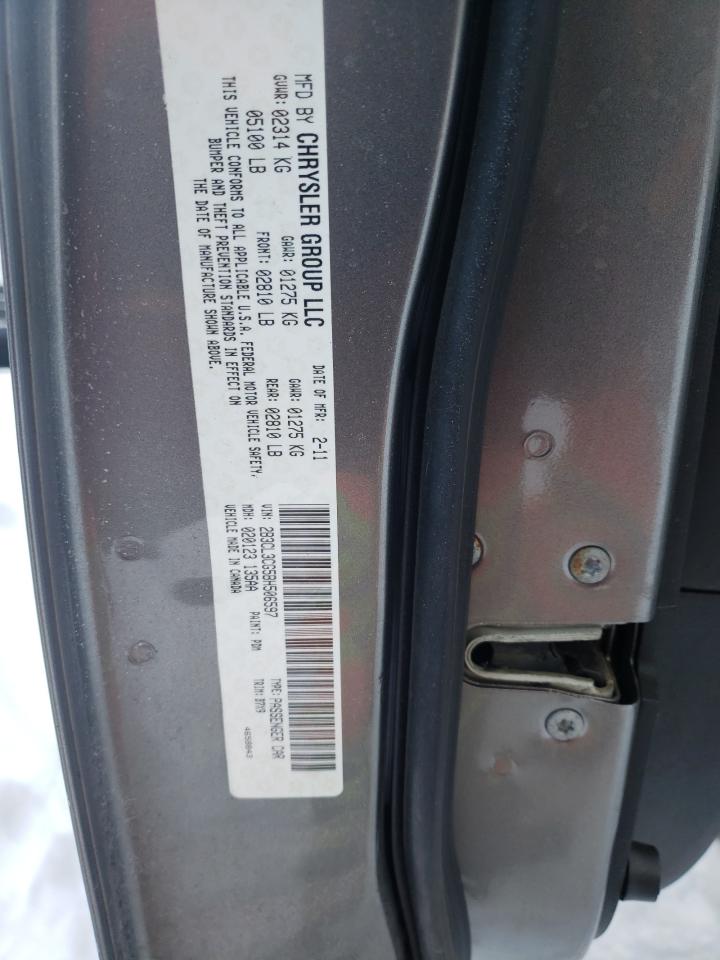 MFD BY CHRYSLER GROUP LLC
DATE OF MFR: 2-11
GVWR: 02314 KG
GAWR: 01275 KG
GAWR: 01275 KG
05100 LB
FRONT: 02810 LB
REAR: 02810 LB
THIS VEHICLE CONFORMS TO ALL APPLICABLE U.S.A. FEDERAL MOTOR VEHICLE SAFETY,
BUMPER AND THEFT PREVENTION STANDARDS IN EFFECT ON
THE DATE OF MANUFACTURE SHOWN ABOVE.
VIN: 2B3CL3CG5BH506597
TYPE: PASSENGER CAR
MDH: 020123 135AA
PAINT: PDM
TRIM: B7X9
VEHICLE MADE IN CANADA
4658043